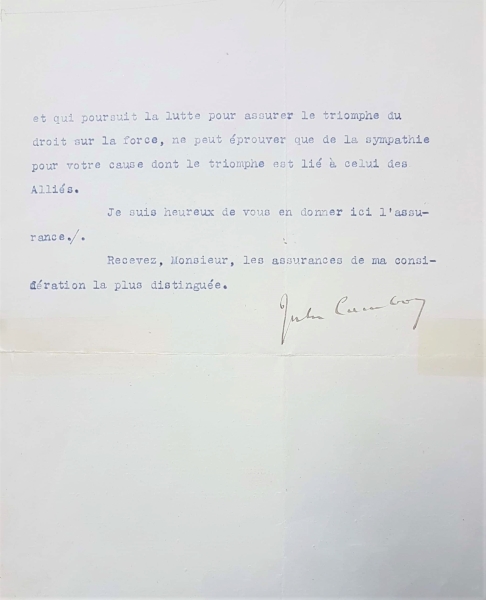 et qui poursuit la lutte pour assurer le triomphe du
droit sur la force, ne peut éprouver que de la sympathie
pour votre cause dont le triomphe est lié à celui des
Alliés.
Je suis heureux de vous en donner ici l'assu-
rance./.
Recevez, Monsieur, les assurances de ma consi-
dération la plus distinguée.
Jules Cambon